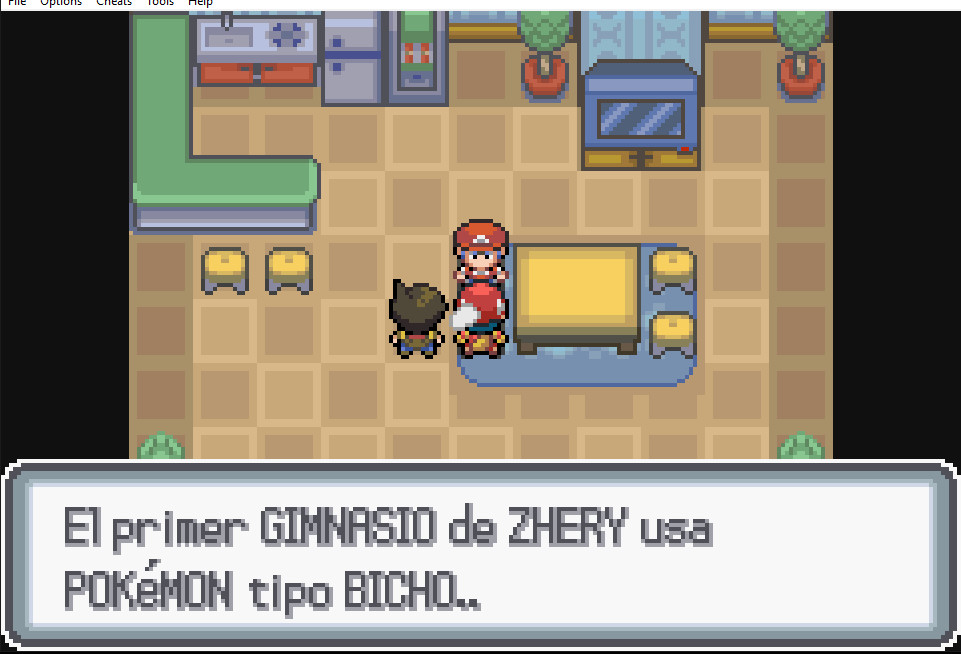 File Options Cheats Tools Help
El primer GIMNASIO de ZHERY usa
POKéMON tipo BICHO..